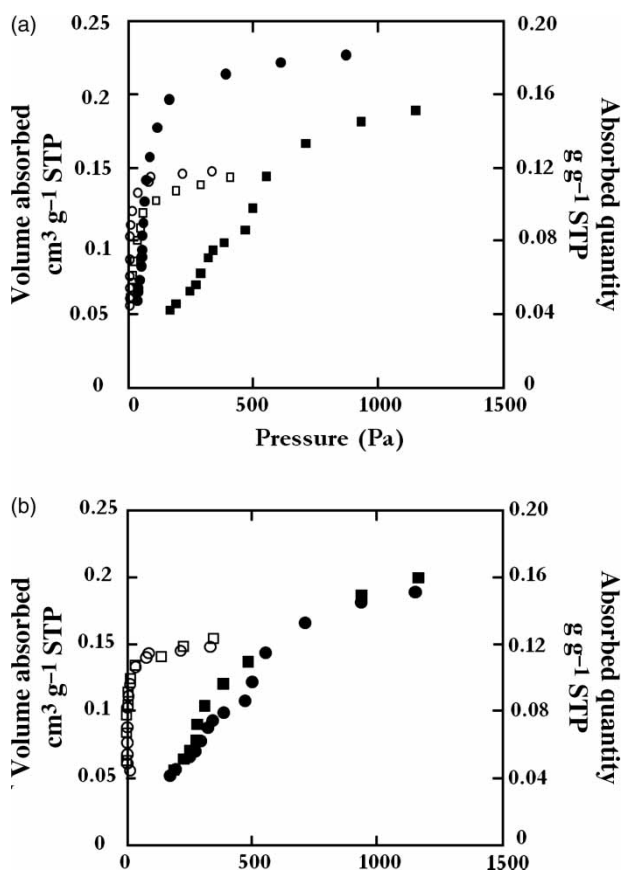 (a)
0.25
0.2
0.15
0.1
0.05
0
Volume absorbed
cm³ g⁻¹ STP
0.20
0.16
0.12
0.08
0.04
0
Absorbed quantity
g g⁻¹ STP
0
500
1000
1500
Pressure (Pa)
(b)
0.25
0.2
0.15
0.1
0.05
0
Volume absorbed
cm³ g⁻¹ STP
0.20
0.16
0.12
0.08
0.04
0
Absorbed quantity
g g⁻¹ STP
0
500
1000
1500